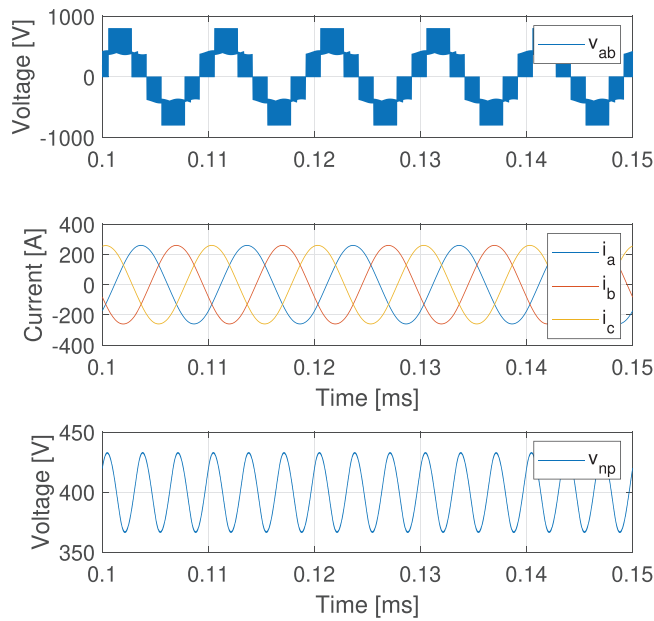 Voltage [V]
1000
0
-1000
v_ab
0.1 0.11 0.12 0.13 0.14 0.15
Current [A]
400
200
0
-200
-400
i_a
i_b
i_c
0.1 0.11 0.12 0.13 0.14 0.15
Time [ms]
Voltage [V]
450
400
350
v_np
0.1 0.11 0.12 0.13 0.14 0.15
Time [ms]